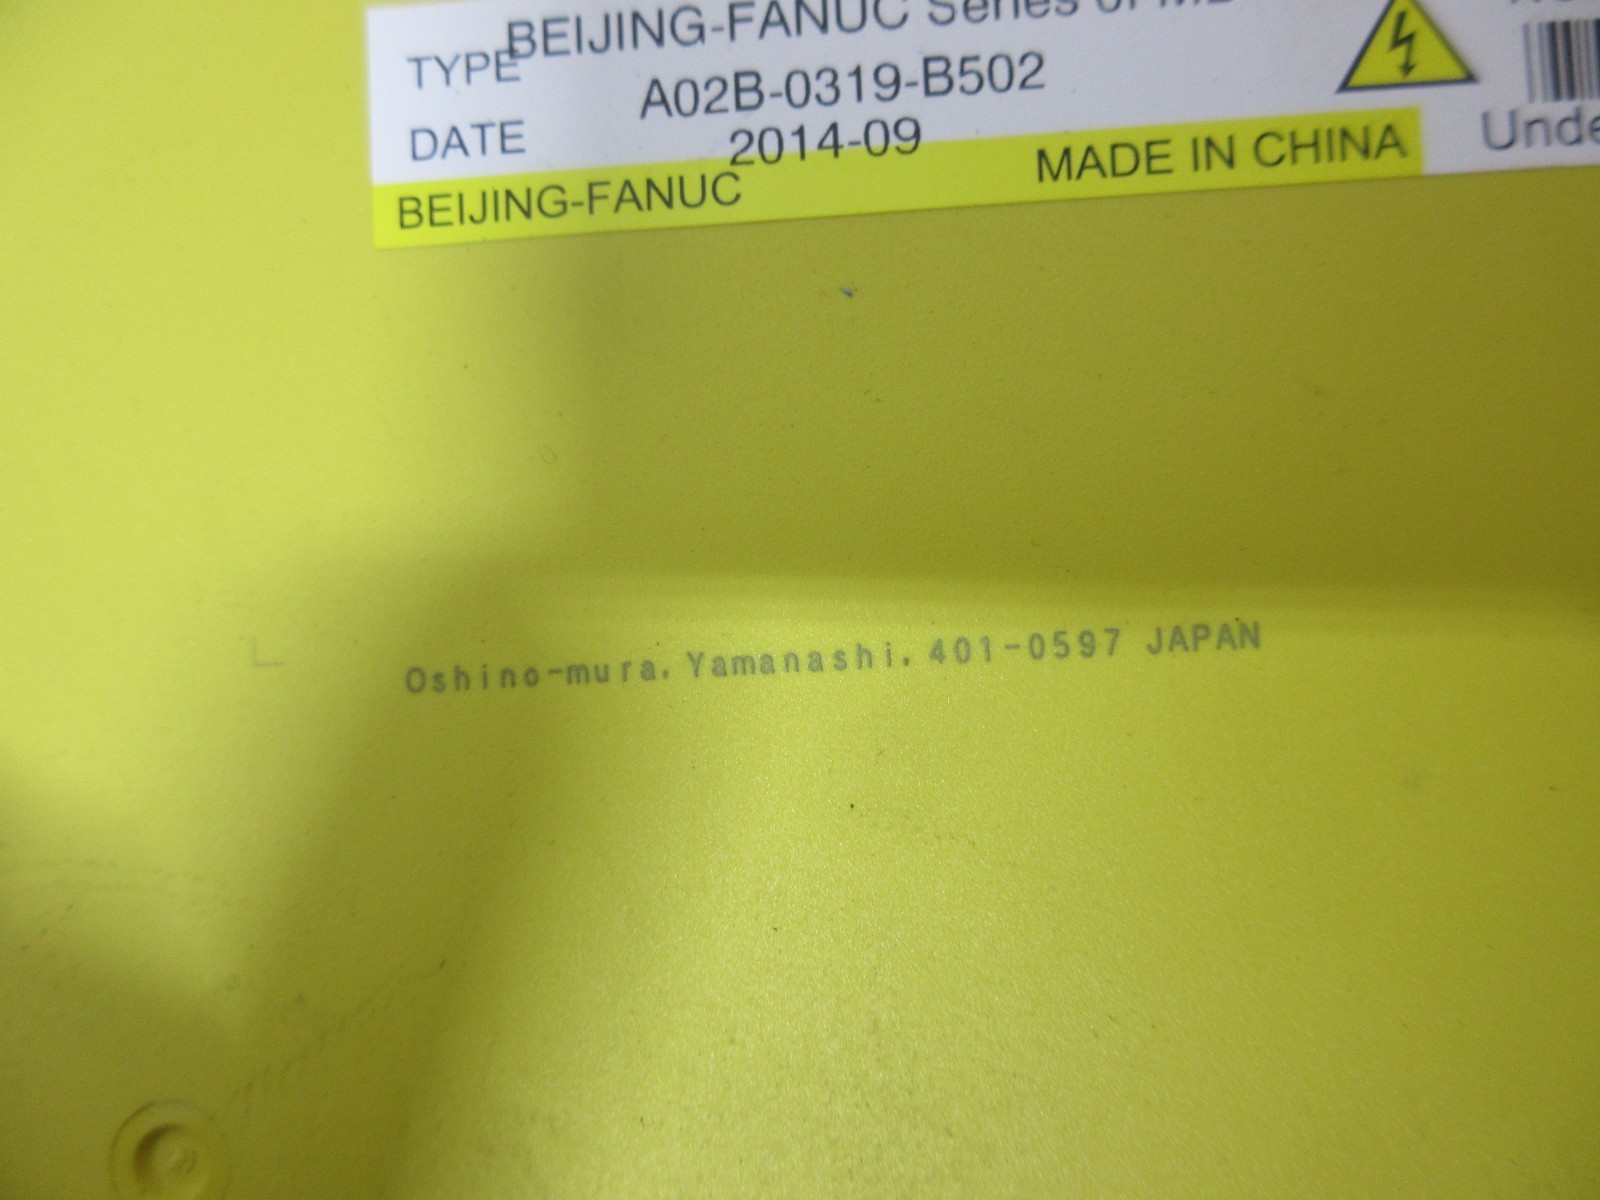 BEIJING-FANUC Series
TYPE
A02B-0319-B502
DATE 2014-09
BEIJING-FANUC MADE IN CHINA
Oshino-mura, Yamanashi, 401-0597 JAPAN